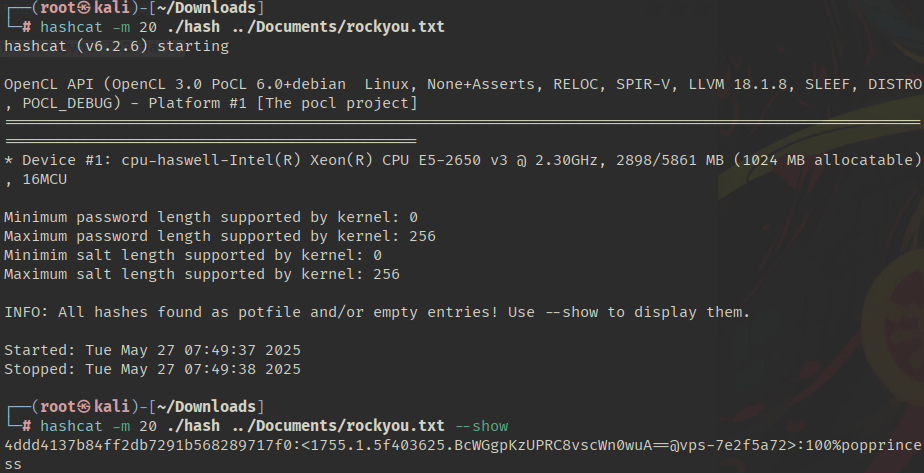 ┌──(root㉿kali)-[~/Downloads]
└─# hashcat -m 20 ./hash ../Documents/rockyou.txt
hashcat (v6.2.6) starting
OpenCL API (OpenCL 3.0 PoCL 6.0+debian  Linux, None+Asserts, RELOC, SPIR-V, LLVM 18.1.8, SLEEF, DISTRO
, POCL_DEBUG) - Platform #1 [The pocl project]
======================================================================================================
==============================================
* Device #1: cpu-haswell-Intel(R) Xeon(R) CPU E5-2650 v3 @ 2.30GHz, 2898/5861 MB (1024 MB allocatable)
, 16MCU
Minimum password length supported by kernel: 0
Maximum password length supported by kernel: 256
Minimim salt length supported by kernel: 0
Maximum salt length supported by kernel: 256
INFO: All hashes found as potfile and/or empty entries! Use --show to display them.
Started: Tue May 27 07:49:37 2025
Stopped: Tue May 27 07:49:38 2025
┌──(root㉿kali)-[~/Downloads]
└─# hashcat -m 20 ./hash ../Documents/rockyou.txt --show
4ddd4137b84ff2db7291b568289717f0:<1755.1.5f403625.BcWGgpKzUPRC8vscWn0wuA==@vps-7e2f5a72>:100%popprince
ss